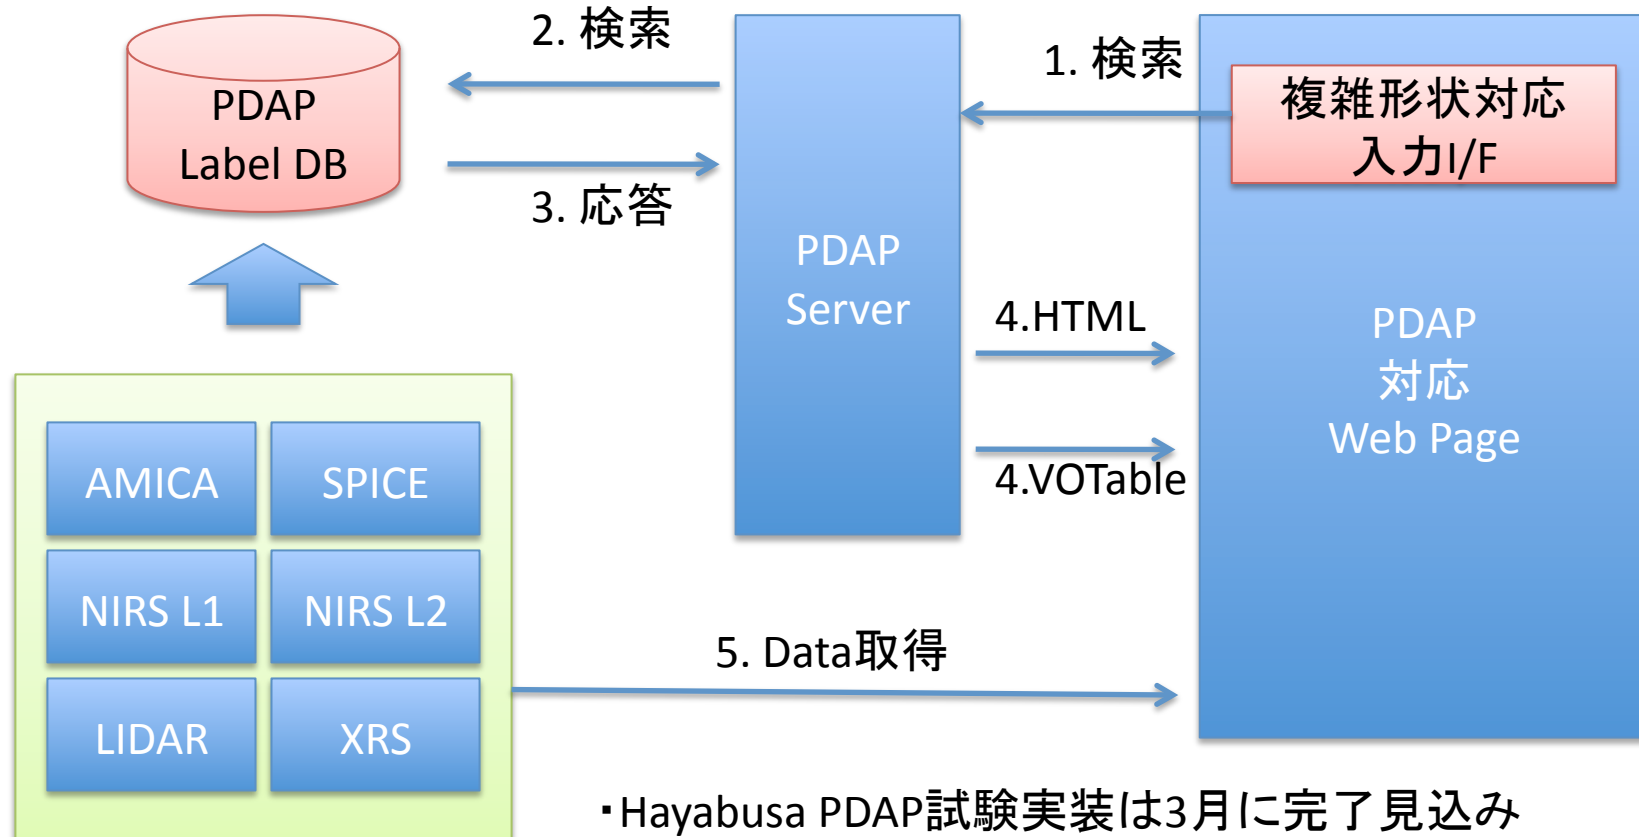 2. 検索
1. 検索
PDAP
Label DB
複雑形状対応
入力I/F
3. 応答
PDAP
Server
4.HTML
PDAP
対応
Web Page
4.VOTable
AMICA
SPICE
NIRS L1
NIRS L2
5. Data取得
LIDAR
XRS
・Hayabusa PDAP試験実装は3月に完了見込み